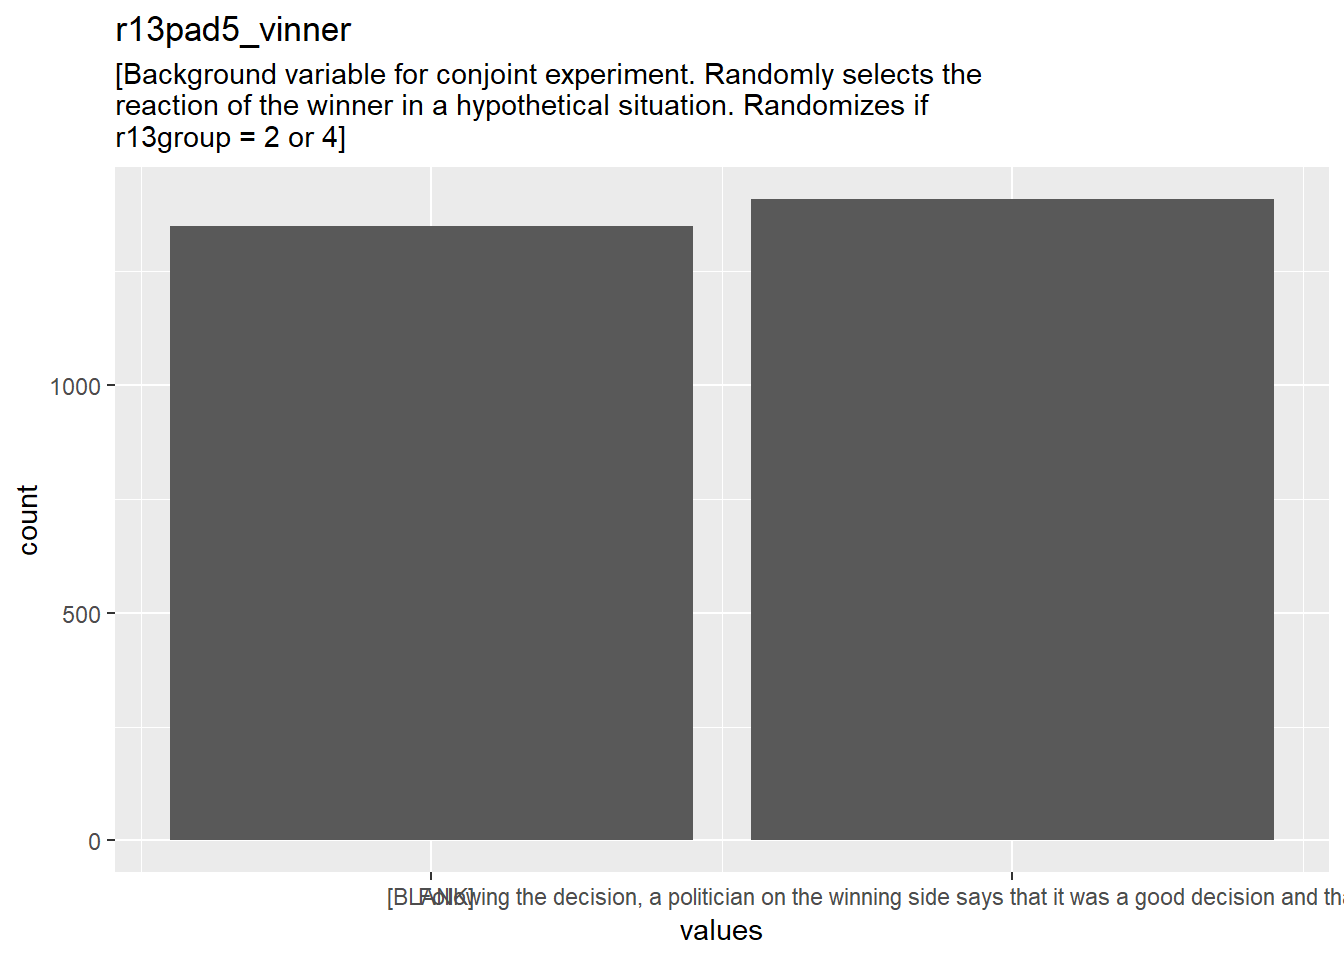 r13pad5_vinner
[Background variable for conjoint experiment. Randomly selects the
reaction of the winner in a hypothetical situation. Randomizes if
r13group = 2 or 4]
count
1000
500
0
[BLANK]
Following the decision, a politician on the winning side says that it was a good decision and
values